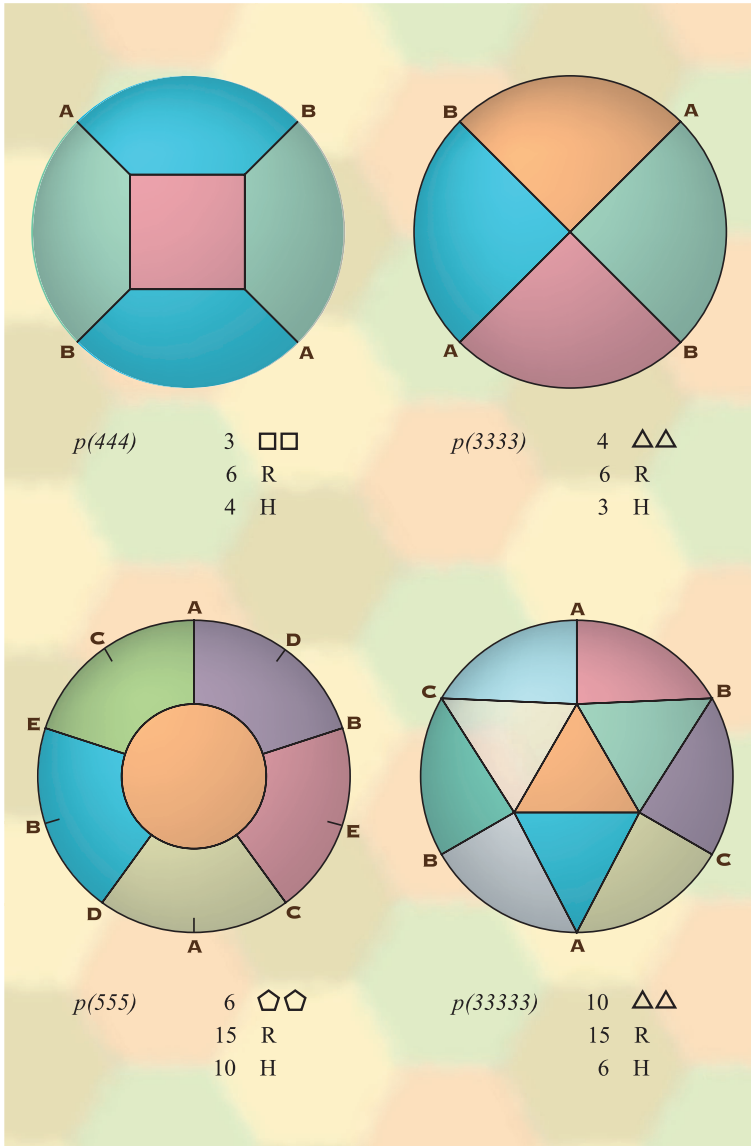 A B
B A
B A
A B
p(444) 3
6 R
4 H
p(3333) 4
6 R
3 H
A
C D
E B
B E
D C
A
A
C B
B C
A
p(555) 6
15 R
10 H
p(33333) 10
15 R
6 H